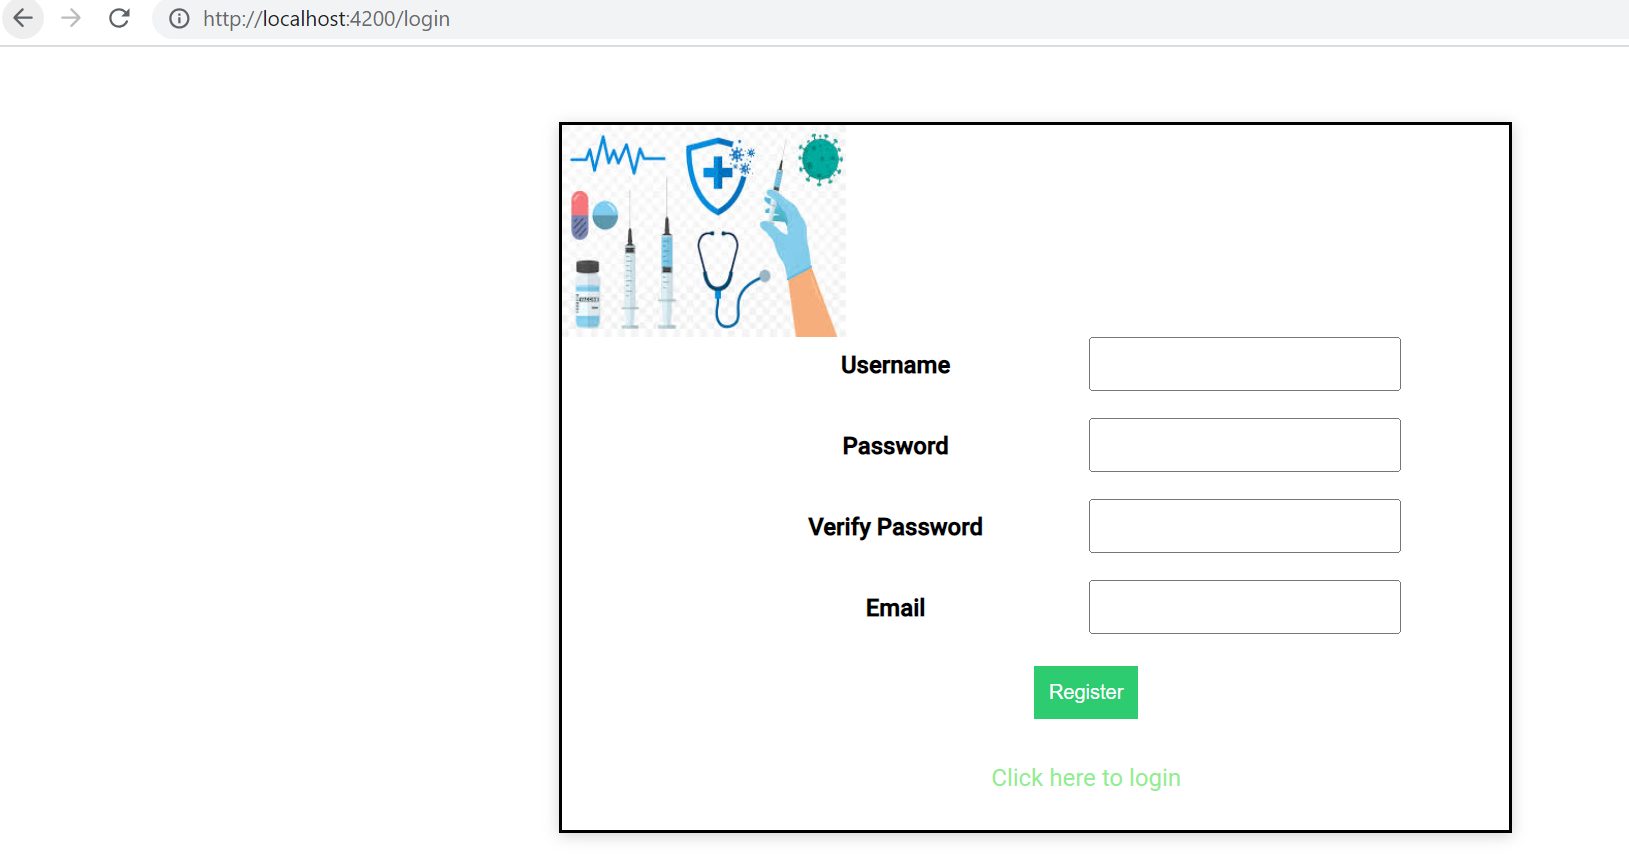 http://localhost:4200/login
Username
Password
Verify Password
Email
Register
Click here to login